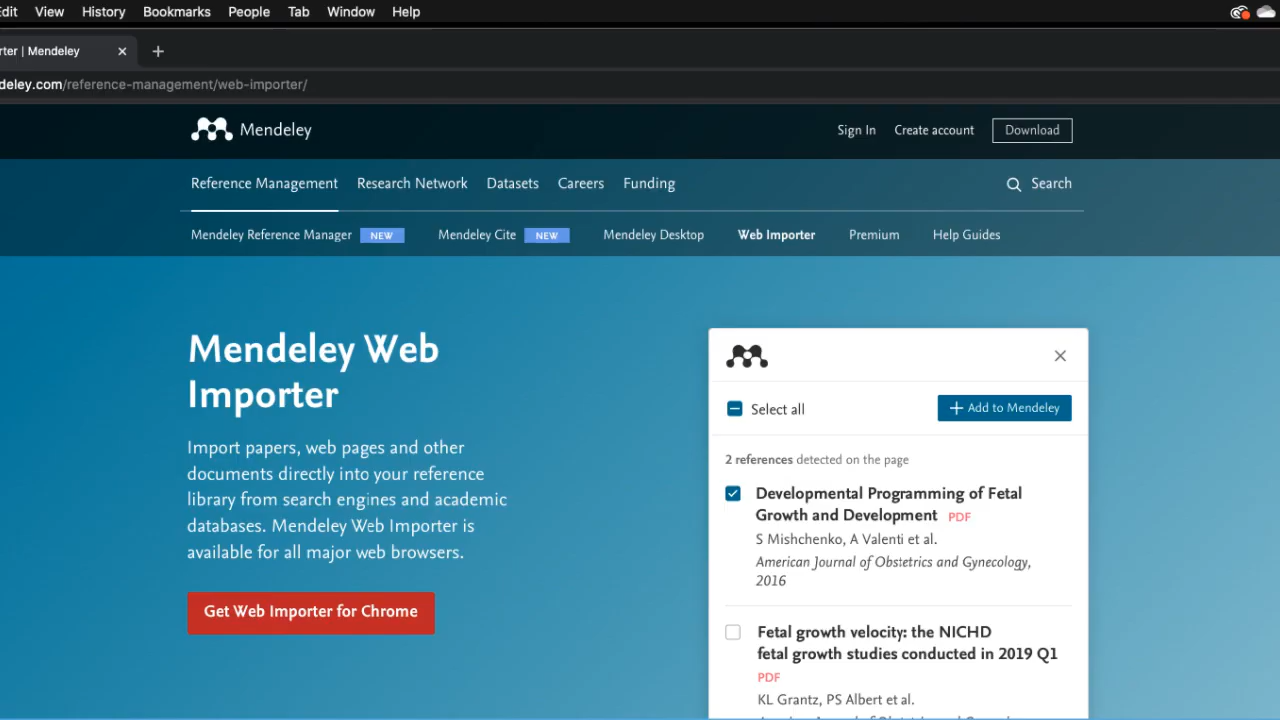 Edit View History Bookmarks People Tab Window Help
rter | Mendeley
deley.com/reference-management/web-importer/
Mendeley Sign In Create account Download
Reference Management Research Network Datasets Careers Funding Search
Mendeley Reference Manager NEW Mendeley Cite NEW Mendeley Desktop Web Importer Premium Help Guides
Mendeley Web
Importer
Import papers, web pages and other
documents directly into your reference
library from search engines and academic
databases. Mendeley Web Importer is
available for all major web browsers.
Get Web Importer for Chrome
Select all + Add to Mendeley
2 references detected on the page
Developmental Programming of Fetal
Growth and Development PDF
S Mishchenko, A Valenti et al.
American Journal of Obstetrics and Gynecology,
2016
Fetal growth velocity: the NICHD
fetal growth studies conducted in 2019 Q1
PDF
KL Grantz, PS Albert et al.